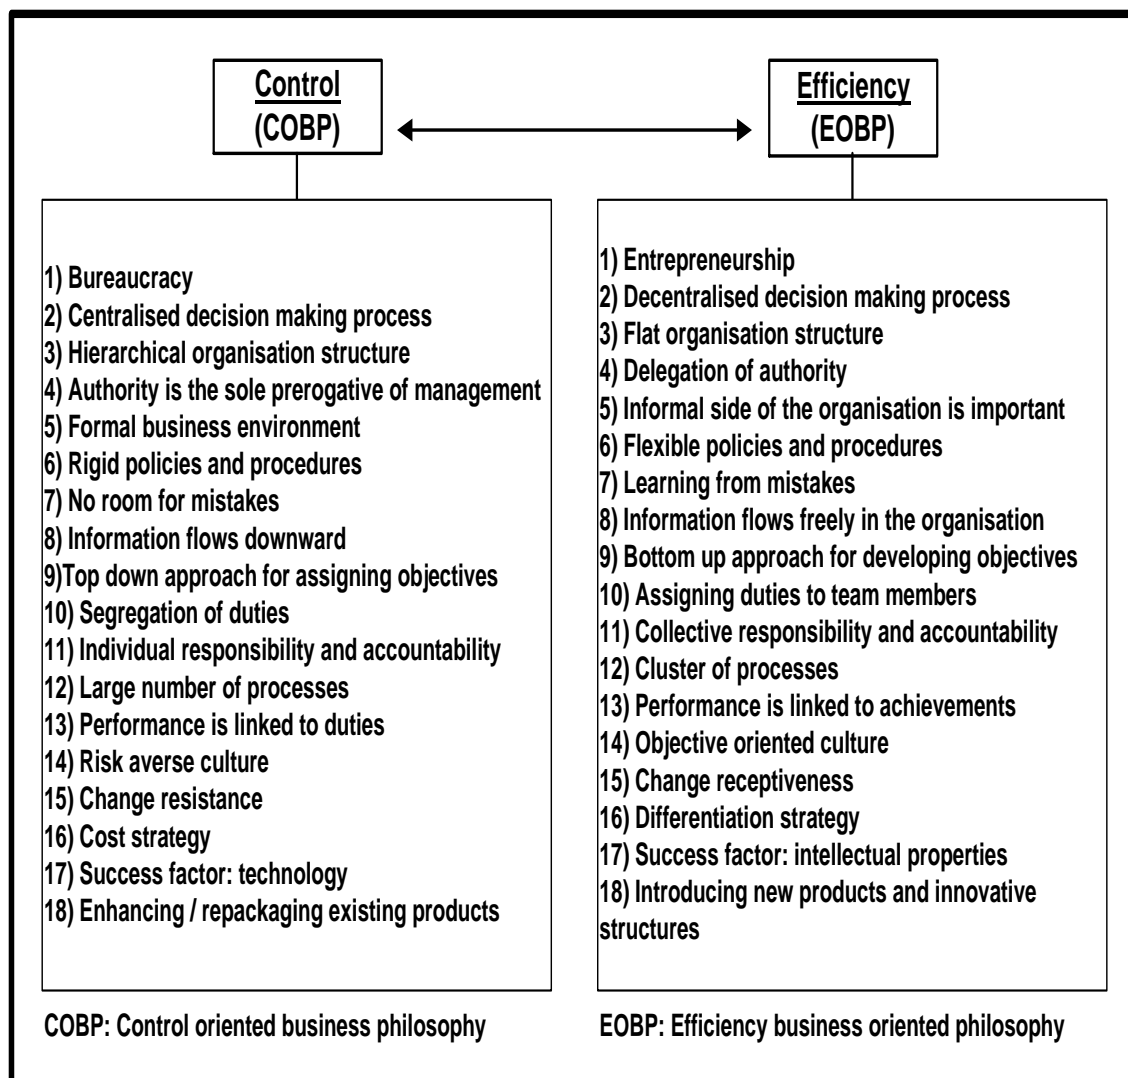 Control
(COBP)
Efficiency
(EOBP)
1) Bureaucracy
2) Centralised decision making process
3) Hierarchical organisation structure
4) Authority is the sole prerogative of management
5) Formal business environment
6) Rigid policies and procedures
7) No room for mistakes
8) Information flows downward
9)Top down approach for assigning objectives
10) Segregation of duties
11) Individual responsibility and accountability
12) Large number of processes
13) Performance is linked to duties
14) Risk averse culture
15) Change resistance
16) Cost strategy
17) Success factor: technology
18) Enhancing / repackaging existing products
1) Entrepreneurship
2) Decentralised decision making process
3) Flat organisation structure
4) Delegation of authority
5) Informal side of the organisation is important
6) Flexible policies and procedures
7) Learning from mistakes
8) Information flows freely in the organisation
9) Bottom up approach for developing objectives
10) Assigning duties to team members
11) Collective responsibility and accountability
12) Cluster of processes
13) Performance is linked to achievements
14) Objective oriented culture
15) Change receptiveness
16) Differentiation strategy
17) Success factor: intellectual properties
18) Introducing new products and innovative
structures
COBP: Control oriented business philosophy
EOBP: Efficiency business oriented philosophy